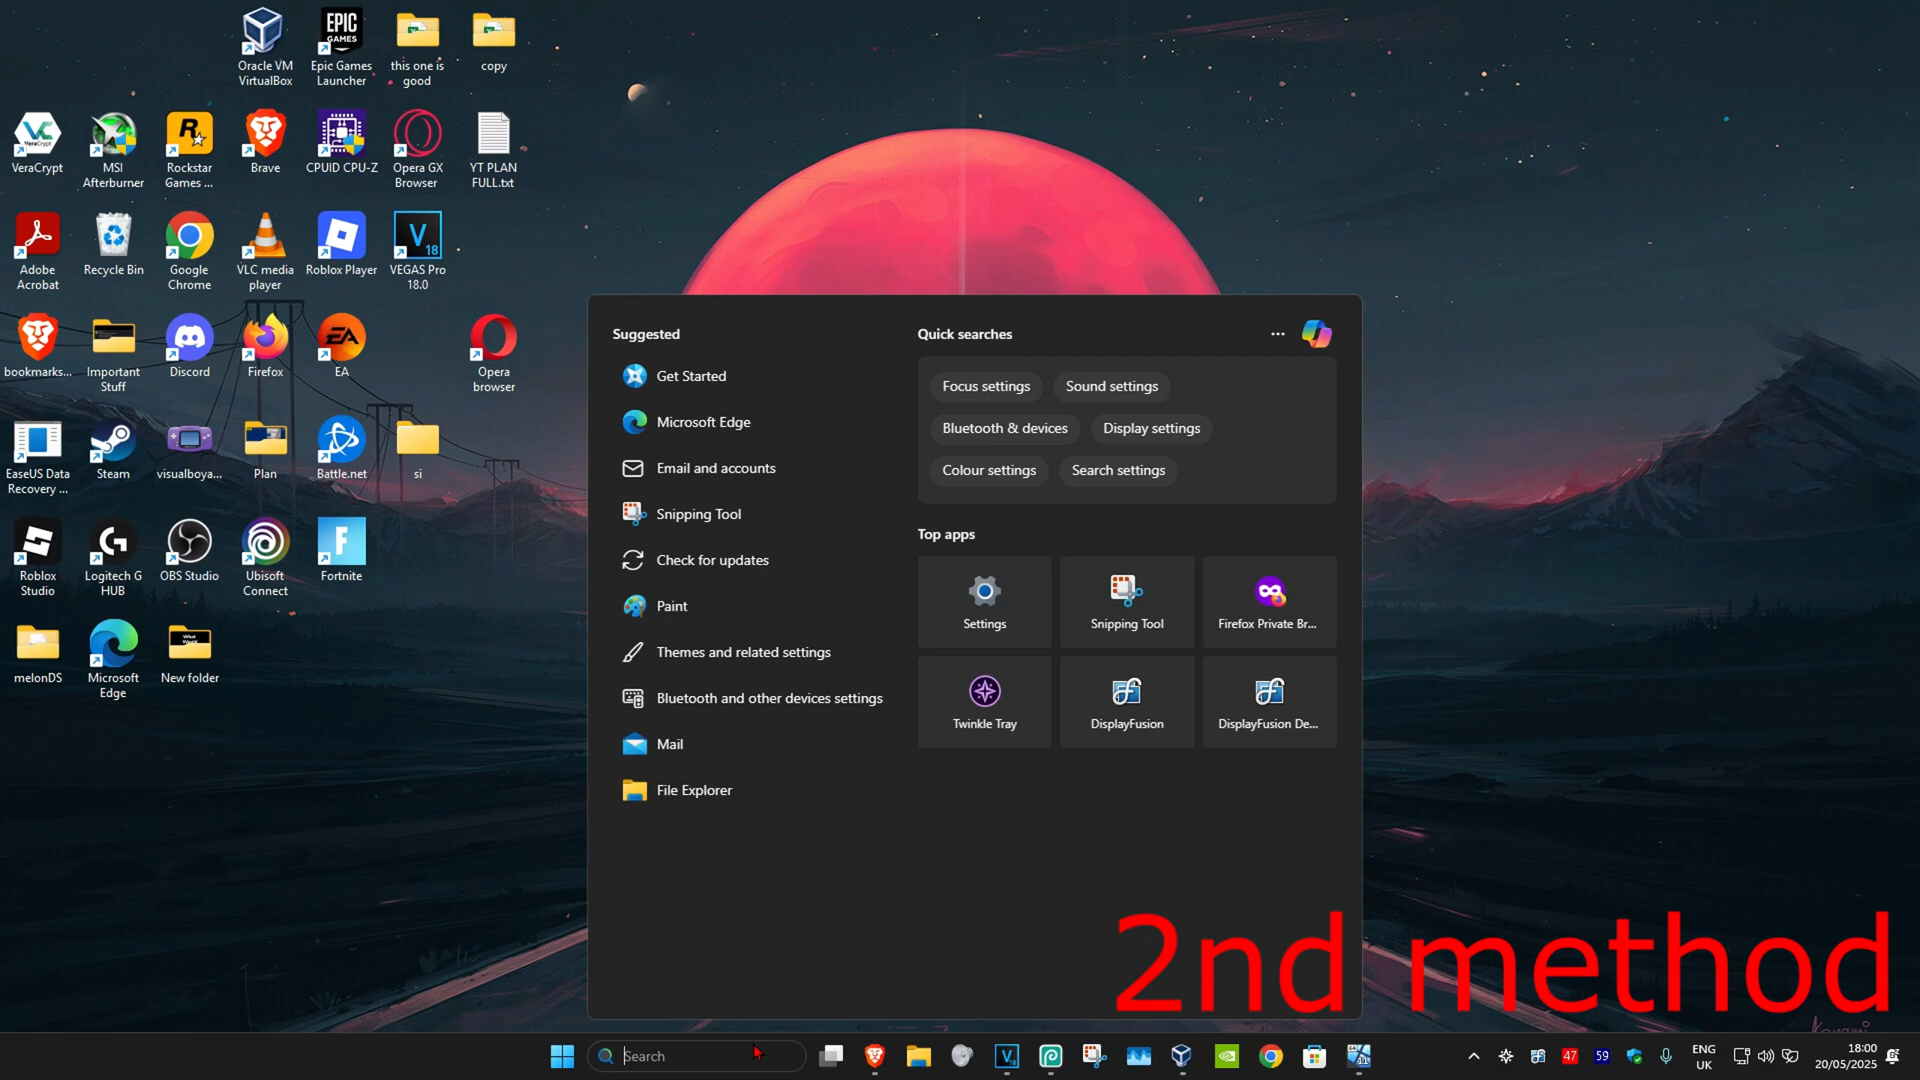 Oracle VM
VirtualBox
EPIC
GAMES
Epic Games
Launcher
this one is
good
copy
VeraCrypt
VeraCrypt
MSI
Afterburner
Rockstar
Games ...
Brave
CPUID CPU-Z
Opera GX
Browser
YT PLAN
FULL.txt
Adobe
Acrobat
Recycle Bin
Google
Chrome
VLC media
player
Roblox Player
V 18
VEGAS Pro
18.0
bookmarks...
Important
Stuff
Discord
Firefox
EA
EA
Opera
browser
EaseUS Data
Recovery ...
Steam
visualboya...
Plan
Battle.net
si
Roblox
Studio
Logitech G
HUB
OBS Studio
Ubisoft
Connect
F
Fortnite
melonDS
Microsoft
Edge
New folder
Suggested
Get Started
Microsoft Edge
Email and accounts
Snipping Tool
Check for updates
Paint
Themes and related settings
Bluetooth and other devices settings
Mail
File Explorer
Quick searches
...
Focus settings
Sound settings
Bluetooth & devices
Display settings
Colour settings
Search settings
Top apps
Settings
Snipping Tool
Firefox Private Br...
Twinkle Tray
DisplayFusion
DisplayFusion De...
2nd method
Search
47
59
ENG
UK
18:00
20/05/2025